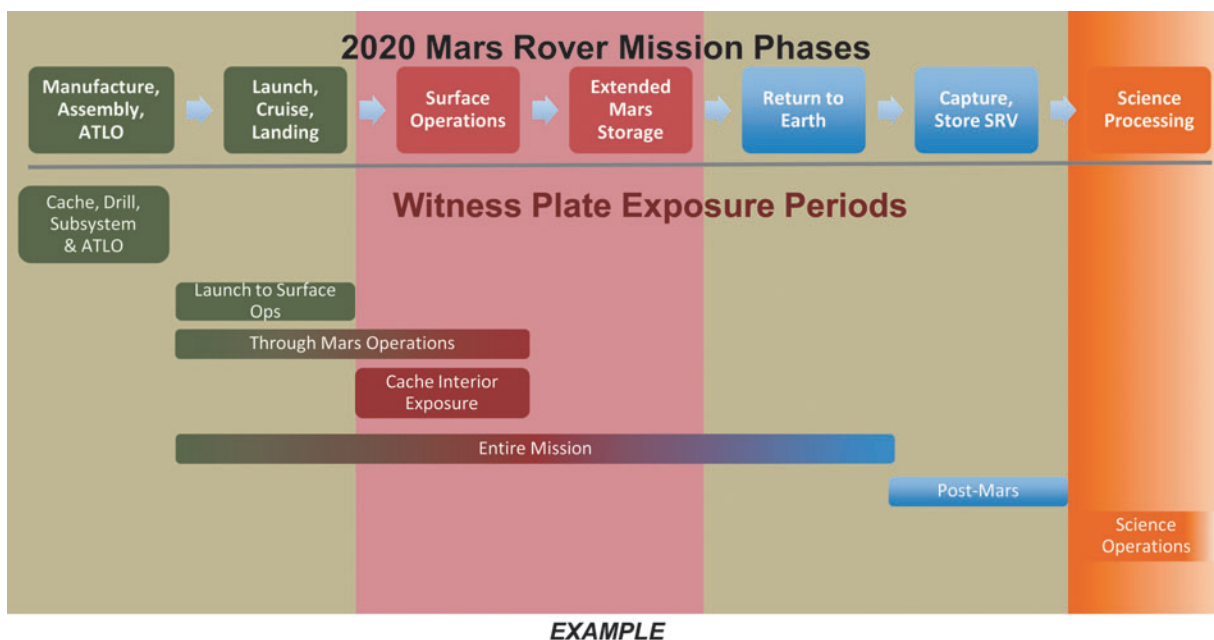 2020 Mars Rover Mission Phases
Manufacture,
Assembly,
ATLO
Launch,
Cruise,
Landing
Surface
Operations
Extended
Mars
Storage
Return to
Earth
Capture,
Store SRV
Science
Processing
Witness Plate Exposure Periods
Cache, Drill,
Subsystem
& ATLO
Launch to Surface
Ops
Through Mars Operations
Cache Interior
Exposure
Entire Mission
Post-Mars
Science
Operations
EXAMPLE